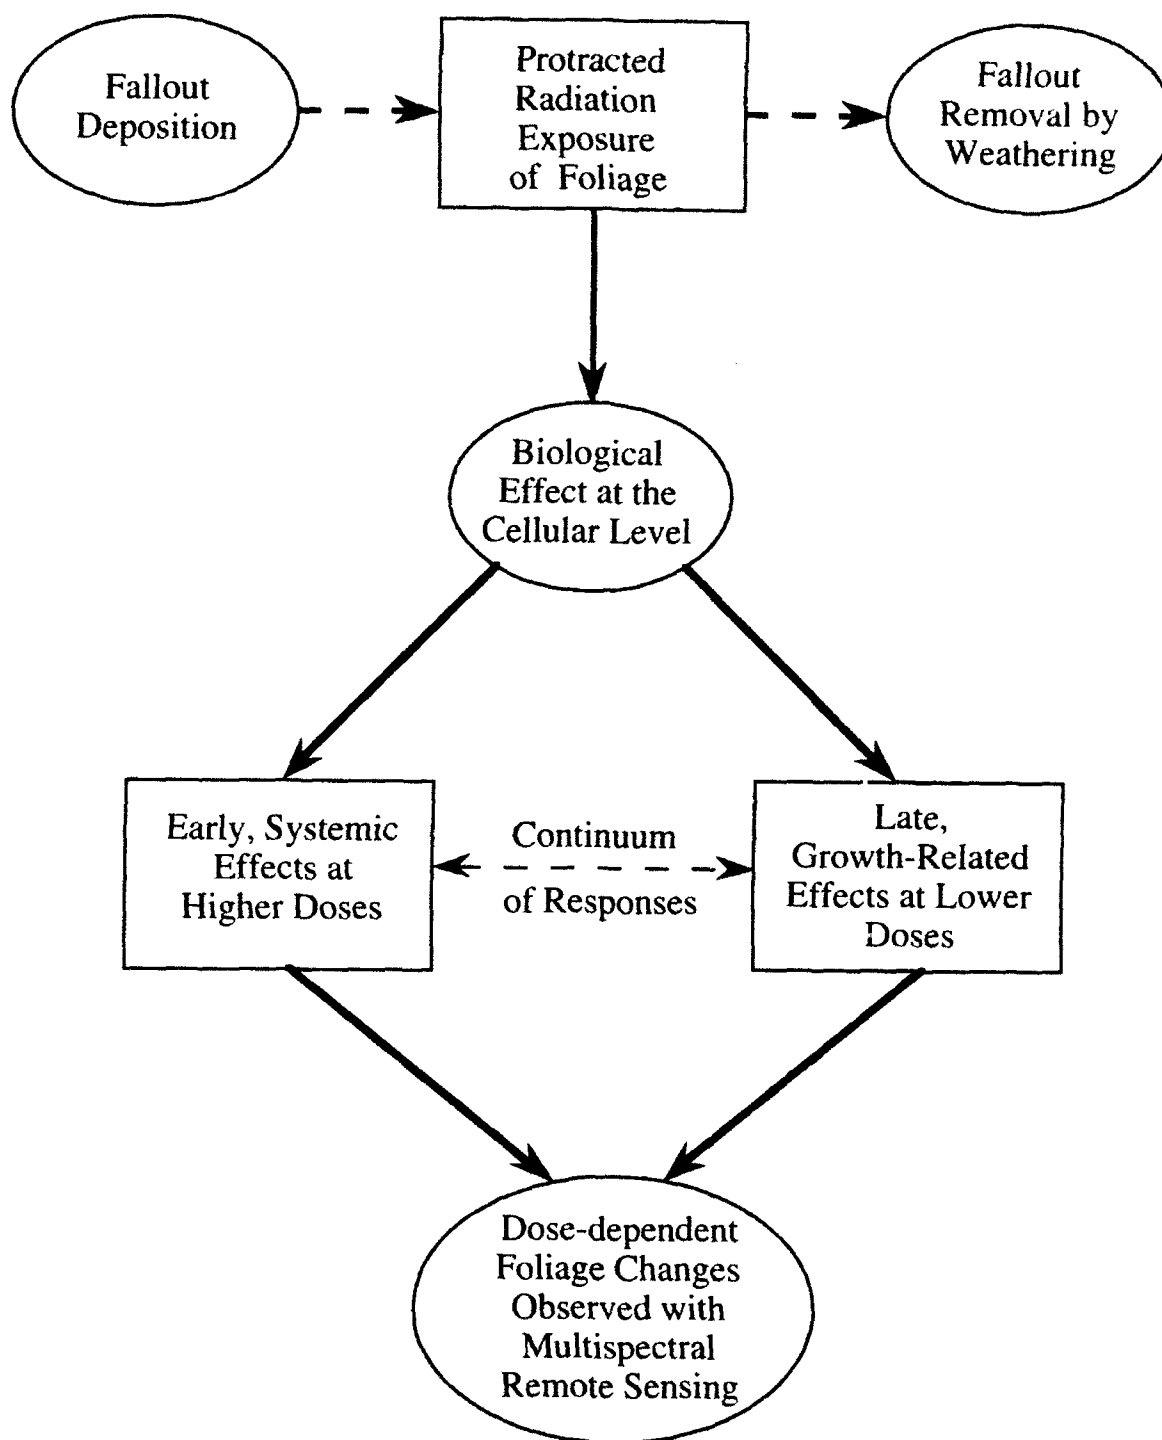 Fallout
Deposition
Protracted
Radiation
Exposure
of Foliage
Fallout
Removal by
Weathering
Biological
Effect at the
Cellular Level
Early, Systemic
Effects at
Higher Doses
Continuum
of Responses
Late,
Growth-Related
Effects at Lower
Doses
Dose-dependent
Foliage Changes
Observed with
Multispectral
Remote Sensing